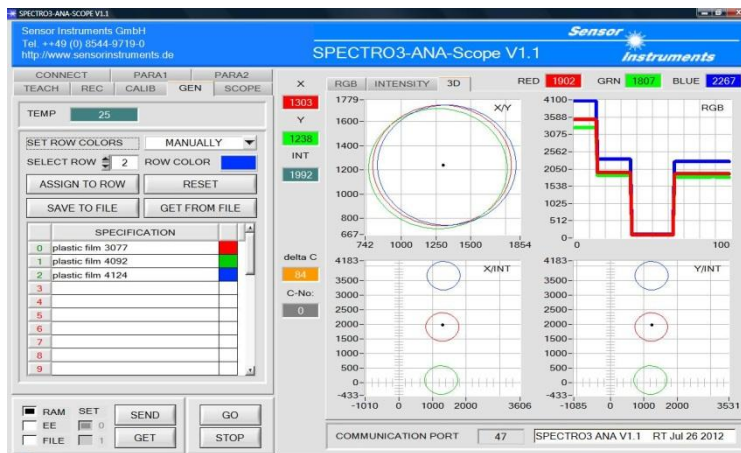 SPECTRO3-ANA-SCOPE V1.1
Sensor Instruments GmbH
Tel. ++49 (0) 8544-9719-0
http://www.sensorinstruments.de
SPECTRO3-ANA-Scope V1.1
Sensor
Instruments
CONNECT PARA1 PARA2
TEACH REC CALIB GEN SCOPE
TEMP 25
SET ROW COLORS MANUALLY
SELECT ROW 2 ROW COLOR
ASSIGN TO ROW RESET
SAVE TO FILE GET FROM FILE
SPECIFICATION
0 plastic film 3077
1 plastic film 4092
2 plastic film 4124
3
4
5
6
7
8
9
RAM SET
EE 0
FILE 1
SEND GO
GET STOP
X
1303
Y
1238
INT
1992
delta C
84
C-No:
0
RGB INTENSITY 3D
RED 1902 GRN 1807 BLUE 2267
X/Y
1779
1600
1400
1200
1000
800
667
742 1000 1250 1500 1854
RGB
4100
3588
3075
2562
2050
1538
1025
512
0
0 100
X/INT
4183
3500
3000
2500
2000
1500
1000
500
0
-433
-1010 0 1000 2000 3606
Y/INT
4183
3500
3000
2500
2000
1500
1000
500
0
-433
-1085 0 1000 2000 3531
COMMUNICATION PORT 47 SPECTRO3 ANA V1.1 RT Jul 26 2012